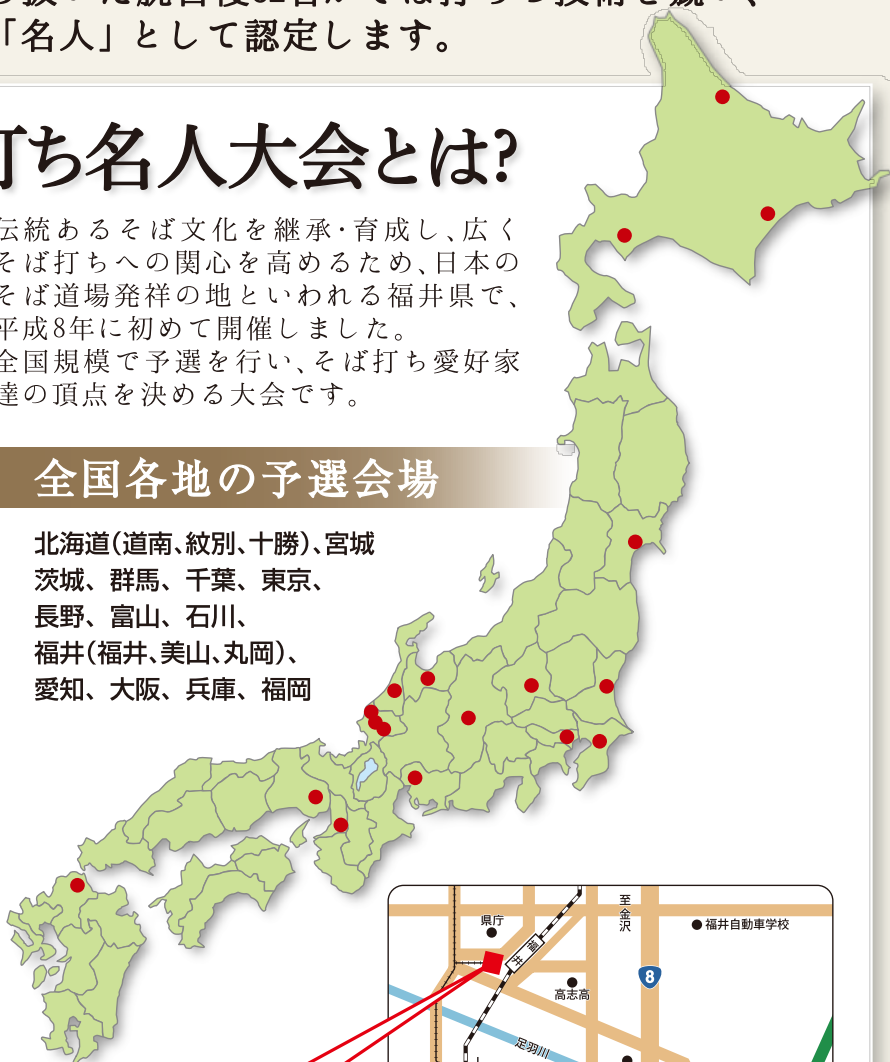 「名人」として認定します。
打ち名人大会とは?
伝統あるそば文化を継承・育成し、広く
そば打ちへの関心を高めるため、日本の
そば道場発祥の地といわれる福井県で、
平成8年に初めて開催しました。
全国規模で予選を行い、そば打ち愛好家
達の頂点を決める大会です。
全国各地の予選会場
北海道(道南、紋別、十勝)、宮城
茨城、群馬、千葉、東京、
長野、富山、石川、
福井(福井、美山、丸岡)、
愛知、大阪、兵庫、福岡
至金沢
県庁
福井自動車学校
福井
8
高志高
足羽川